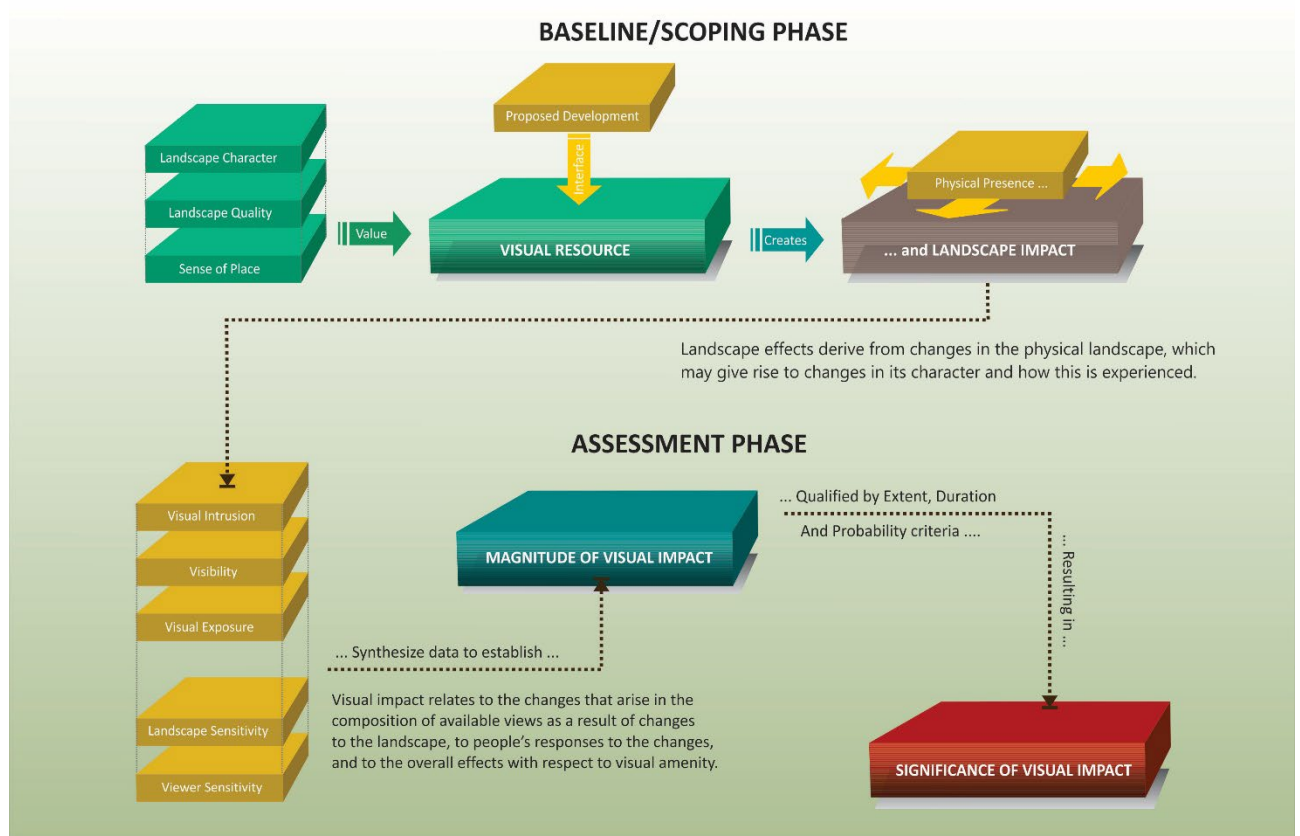 BASELINE/SCOPING PHASE
Proposed Development
Interface
Landscape Character
Landscape Quality
Sense of Place
Value
VISUAL RESOURCE
Creates
Physical Presence ...
... and LANDSCAPE IMPACT
Landscape effects derive from changes in the physical landscape, which
may give rise to changes in its character and how this is experienced.
ASSESSMENT PHASE
Visual Intrusion
Visibility
Visual Exposure
Landscape Sensitivity
Viewer Sensitivity
... Synthesize data to establish ...
Visual impact relates to the changes that arise in the
composition of available views as a result of changes
to the landscape, to people’s responses to the changes,
and to the overall effects with respect to visual amenity.
MAGNITUDE OF VISUAL IMPACT
... Qualified by Extent, Duration
And Probability criteria ....
... Resulting in ...
SIGNIFICANCE OF VISUAL IMPACT